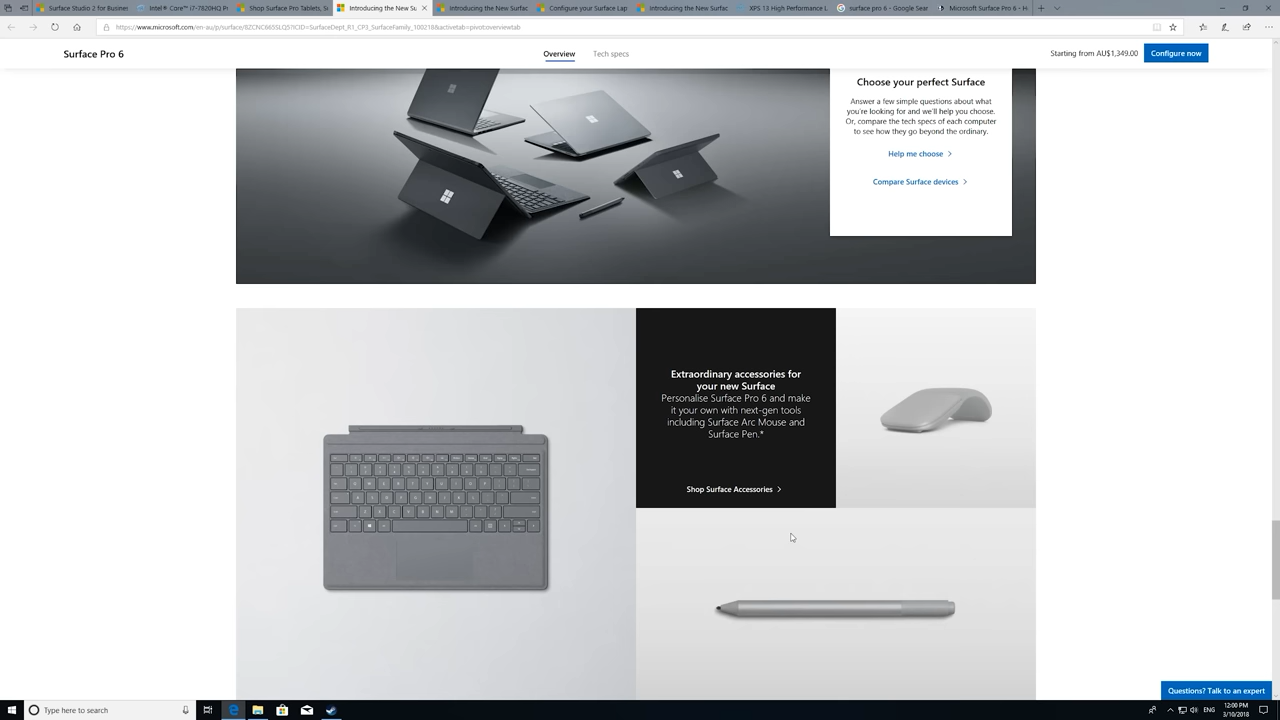 Surface Studio 2 for Busines
Intel® Core™ i7-7820HQ Pr
Shop Surface Pro Tablets, S
Introducing the New Su
introducing the New Surfac
Configure your Surface Lap
introducing the New Surfac
XPS 13 High Performance L
surface pro 6 - Google Sear
Microsoft Surface Pro 6 - H
https://www.microsoft.com/en-au/p/surface/8ZCNC665SLQ5?ICID=SurfaceDept_R1_CP3_SurfaceFamily_100218&activetab=pivot:overviewtab
Surface Pro 6
Overview
Tech specs
Starting from AU$1,349.00
Configure now
Choose your perfect Surface
Answer a few simple questions about what
you're looking for and we'll help you choose.
Or, compare the tech specs of each computer
to see how they go beyond the ordinary.
Help me choose
Compare Surface devices
Extraordinary accessories for
your new Surface
Personalise Surface Pro 6 and make
it your own with next-gen tools
including Surface Arc Mouse and
Surface Pen.*
Shop Surface Accessories
Questions? Talk to an expert
Type here to search
ENG
12:00 PM
3/10/2018